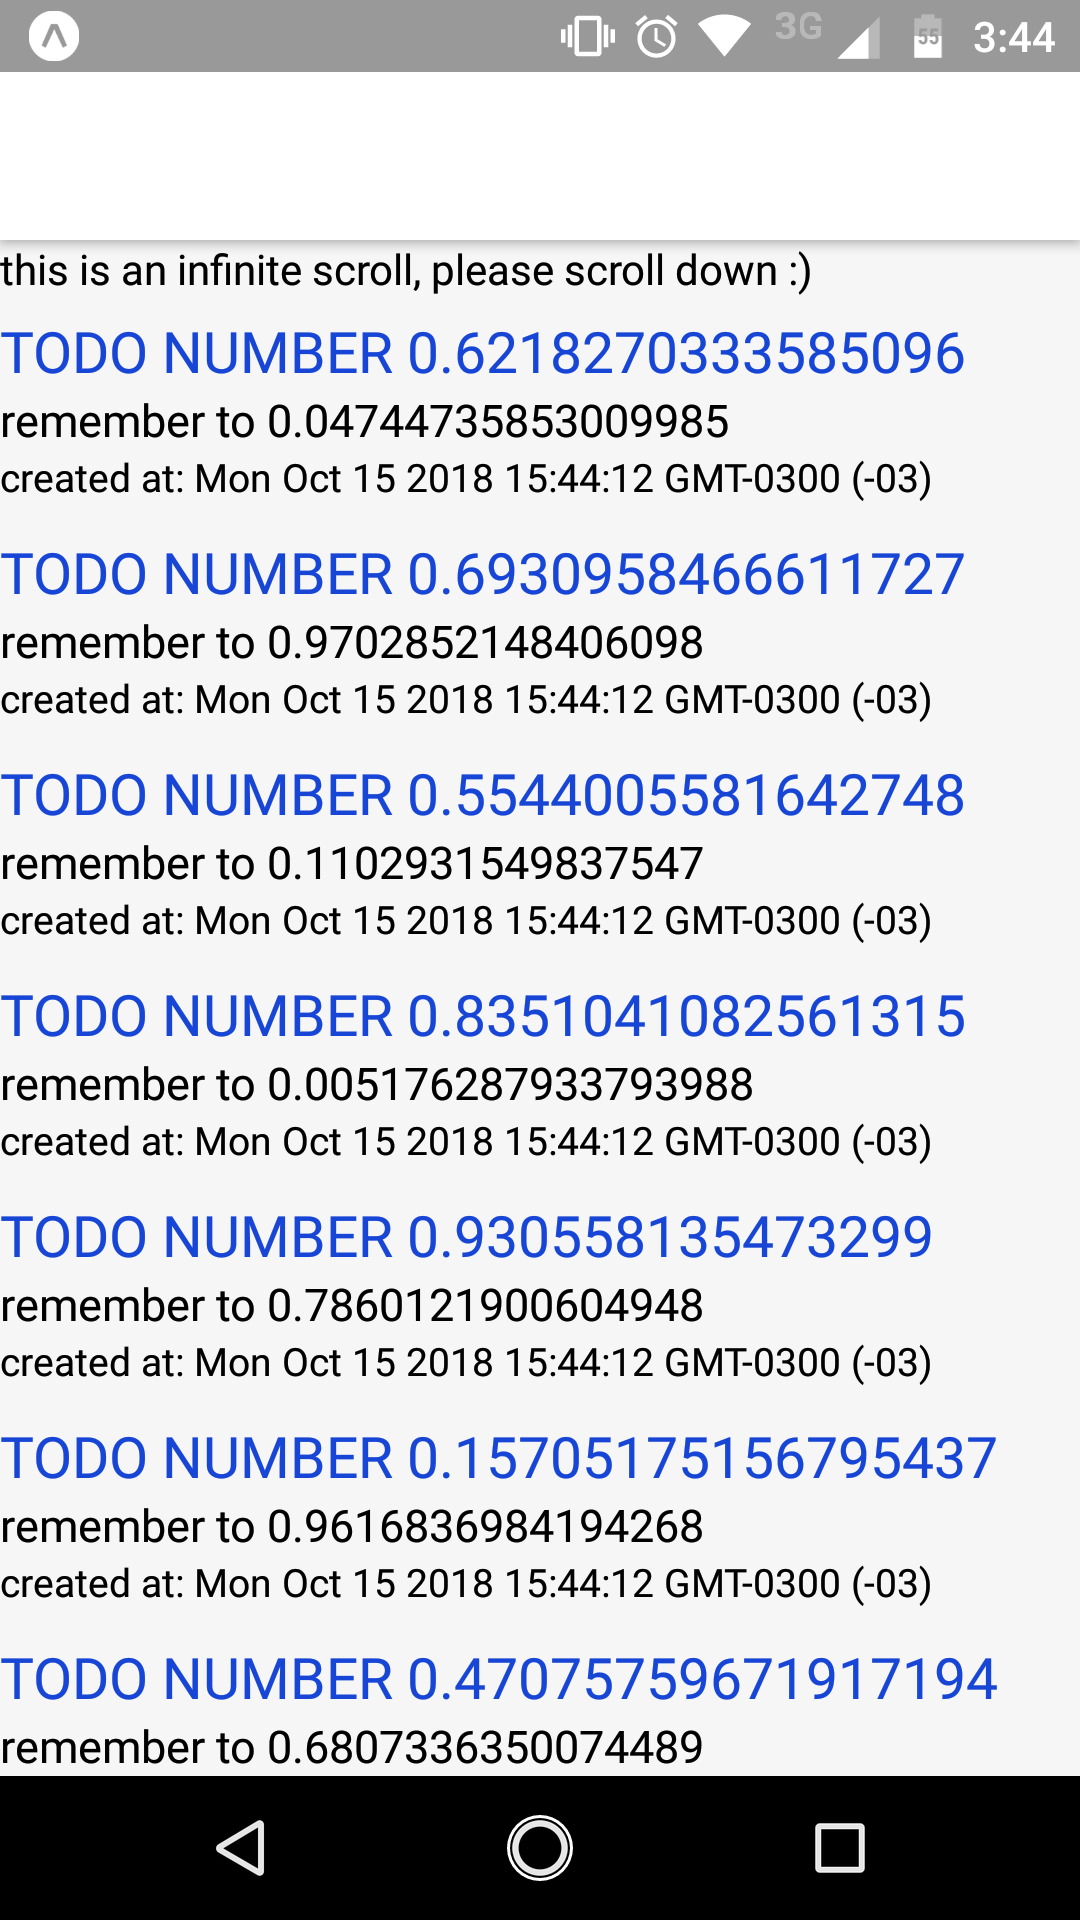 3G 55 3:44
this is an infinite scroll, please scroll down :)
TODO NUMBER 0.6218270333585096
remember to 0.04744735853009985
created at: Mon Oct 15 2018 15:44:12 GMT-0300 (-03)
TODO NUMBER 0.6930958466611727
remember to 0.9702852148406098
created at: Mon Oct 15 2018 15:44:12 GMT-0300 (-03)
TODO NUMBER 0.5544005581642748
remember to 0.1102931549837547
created at: Mon Oct 15 2018 15:44:12 GMT-0300 (-03)
TODO NUMBER 0.8351041082561315
remember to 0.005176287933793988
created at: Mon Oct 15 2018 15:44:12 GMT-0300 (-03)
TODO NUMBER 0.930558135473299
remember to 0.7860121900604948
created at: Mon Oct 15 2018 15:44:12 GMT-0300 (-03)
TODO NUMBER 0.15705175156795437
remember to 0.9616836984194268
created at: Mon Oct 15 2018 15:44:12 GMT-0300 (-03)
TODO NUMBER 0.47075759671917194
remember to 0.6807336350074489